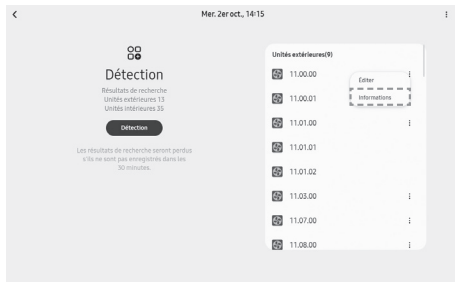 Mer. 2er oct., 14:15
Détection
Résultats de recherche
Unités extérieures 13
Unités intérieures 35
Détection
Les résultats de recherche seront perdus
s'ils ne sont pas enregistrés dans les
30 minutes.
Unités extérieures(9)
11.00.00
Éditer
11.00.01
Informations
11.01.00
11.01.01
11.01.02
11.03.00
11.07.00
11.08.00